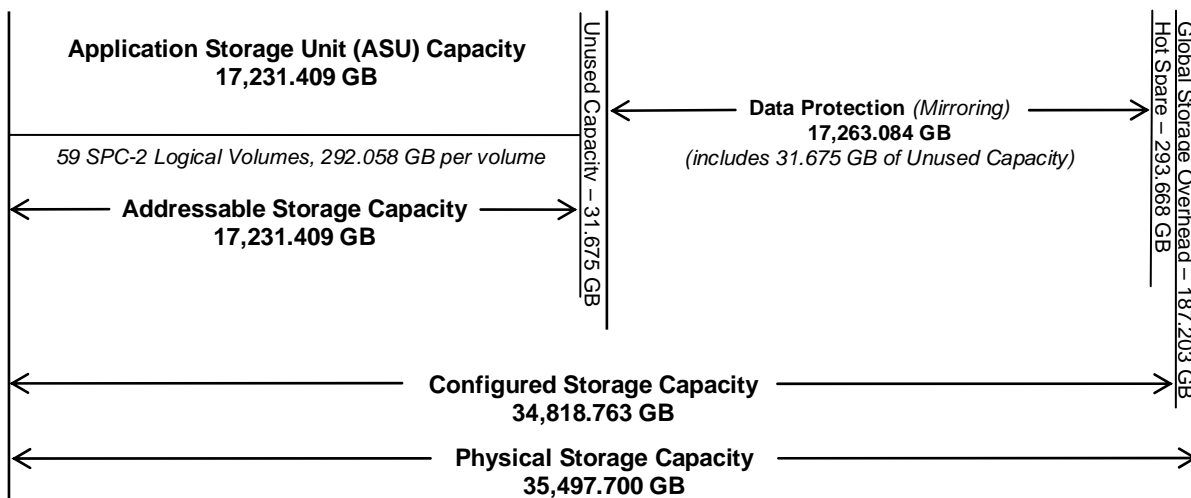 Application Storage Unit (ASU) Capacity
17,231.409 GB
59 SPC-2 Logical Volumes, 292.058 GB per volume
Addressable Storage Capacity
17,231.409 GB
Unused Capacity – 31.675 GB
Data Protection (Mirroring)
17,263.084 GB
(includes 31.675 GB of Unused Capacity)
Hot Spare – 293.668 GB
Global Storage Overhead – 187.203 GB
Configured Storage Capacity
34,818.763 GB
Physical Storage Capacity
35,497.700 GB